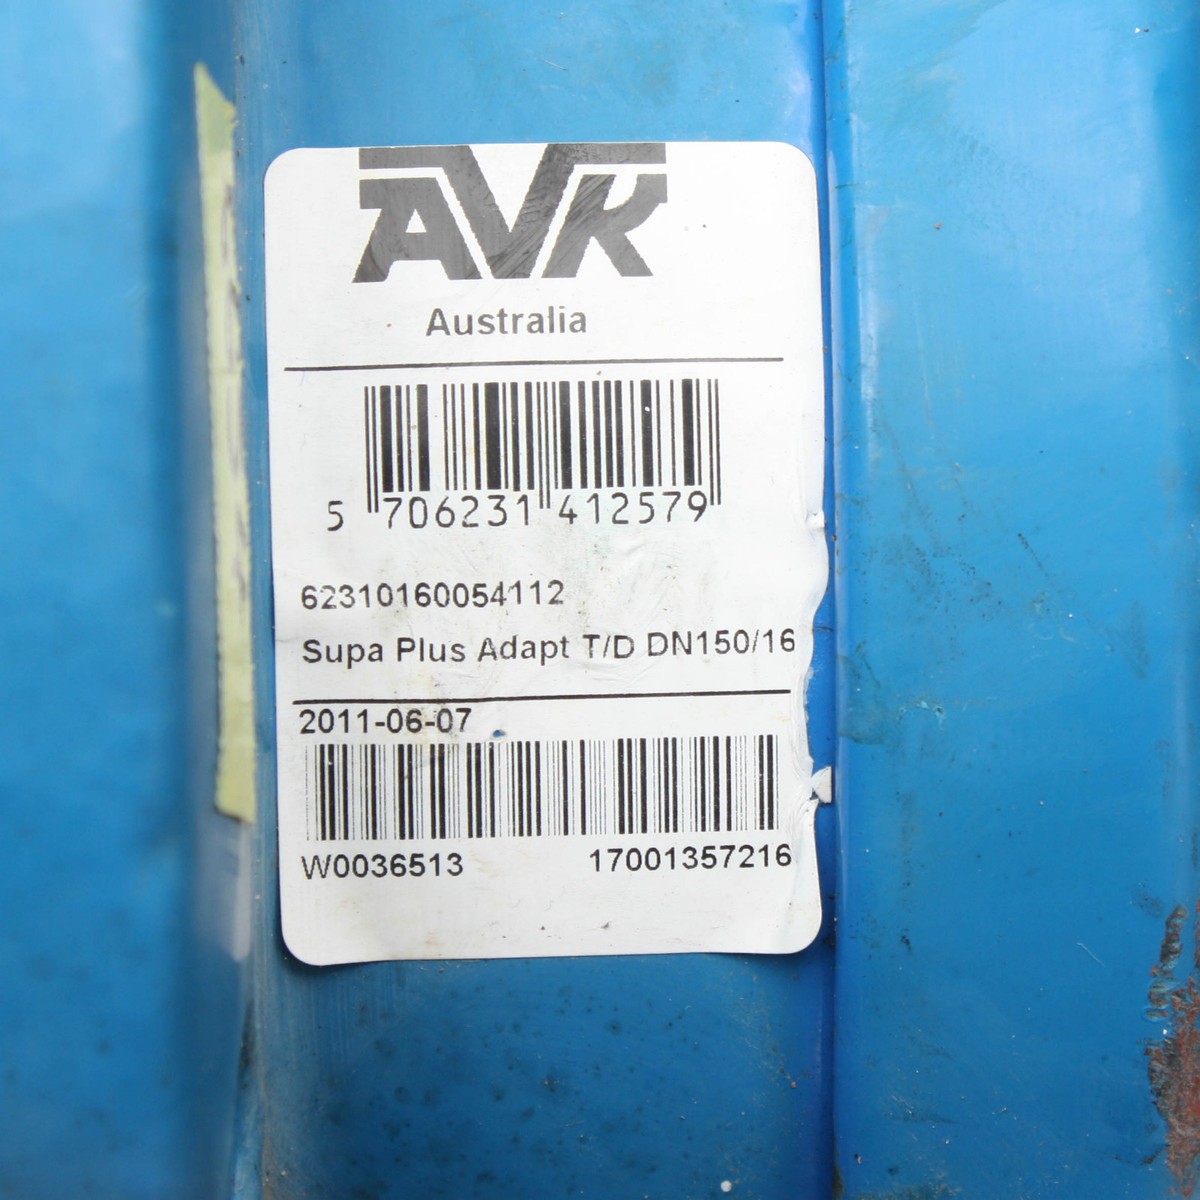 AVK
Australia
5 706231 412579
62310160054112
Supa Plus Adapt T/D DN150/16
2011-06-07
W0036513 17001357216